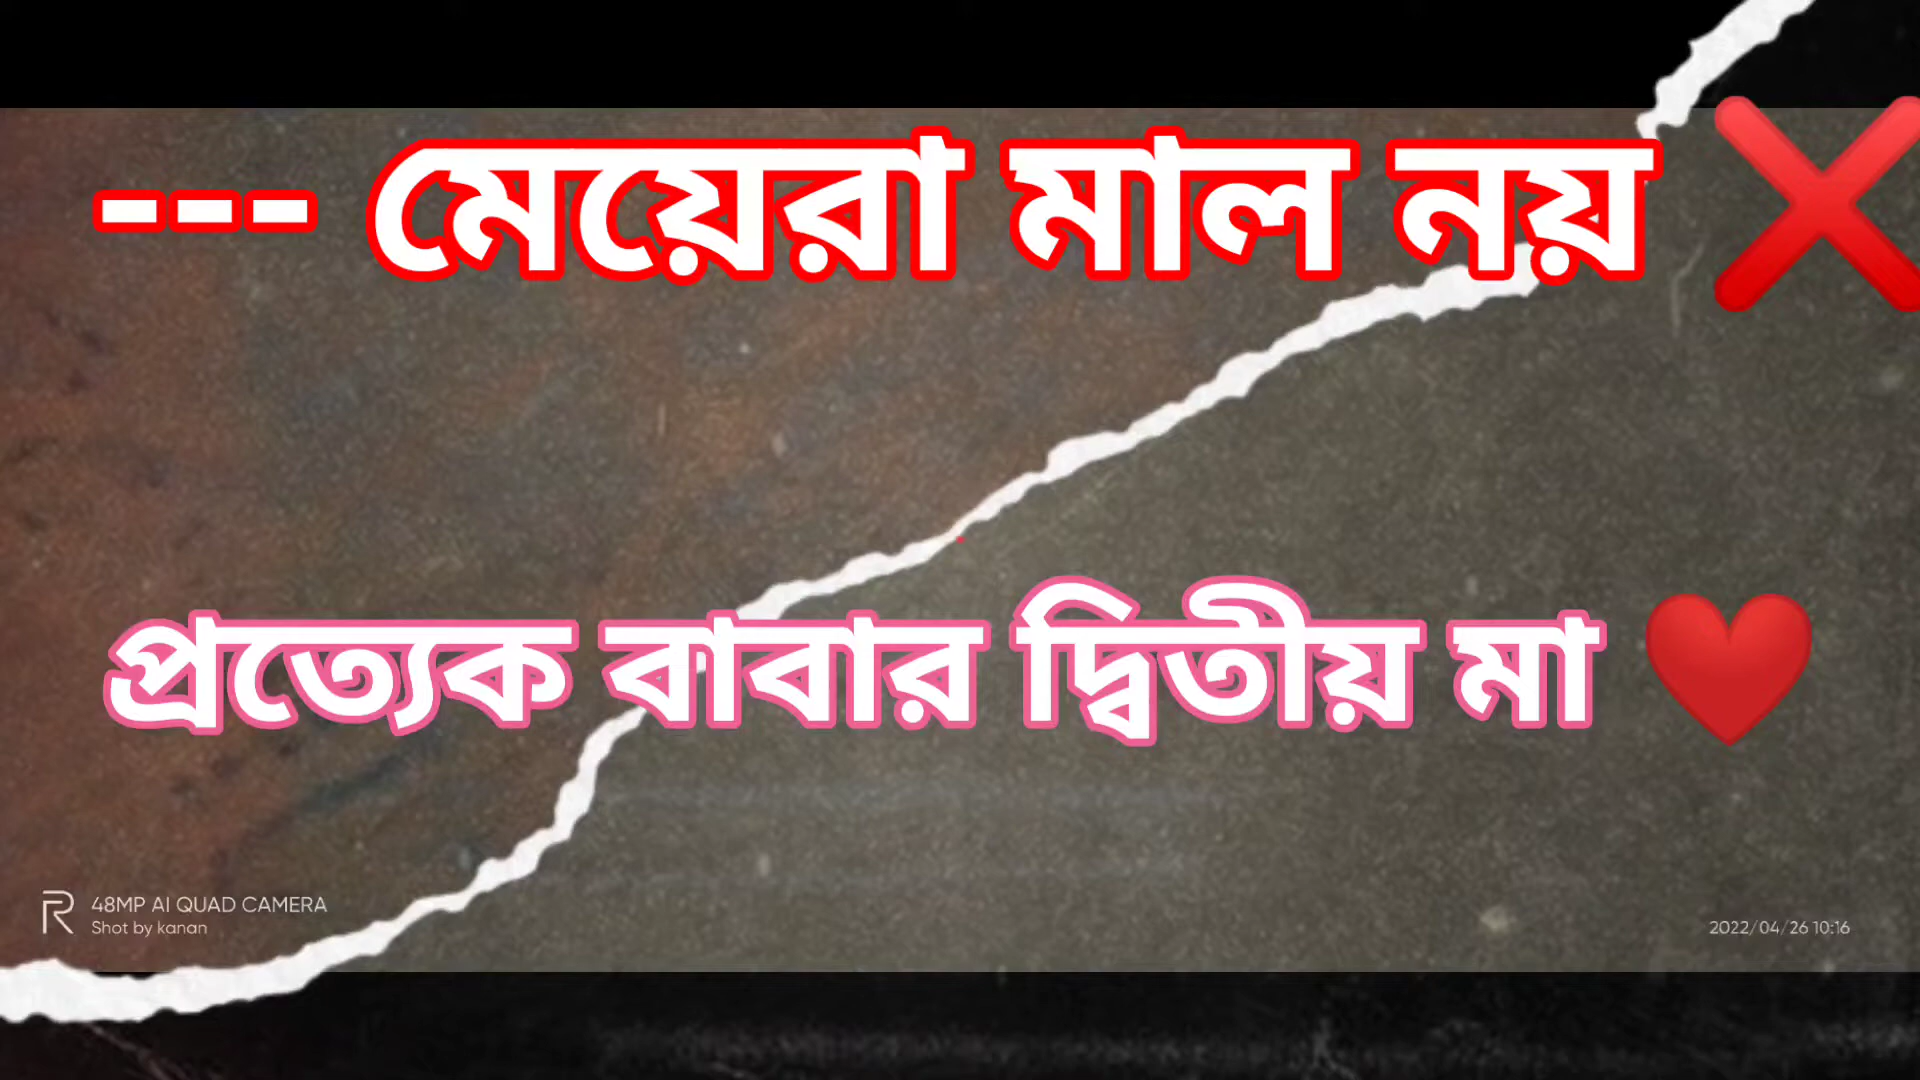 --- মেয়েরা মাল নয় ❌
প্রত্যেক বাবার দ্বিতীয় মা ❤️
R 48MP AI QUAD CAMERA
Shot by kanan
2022/04/26 10:16